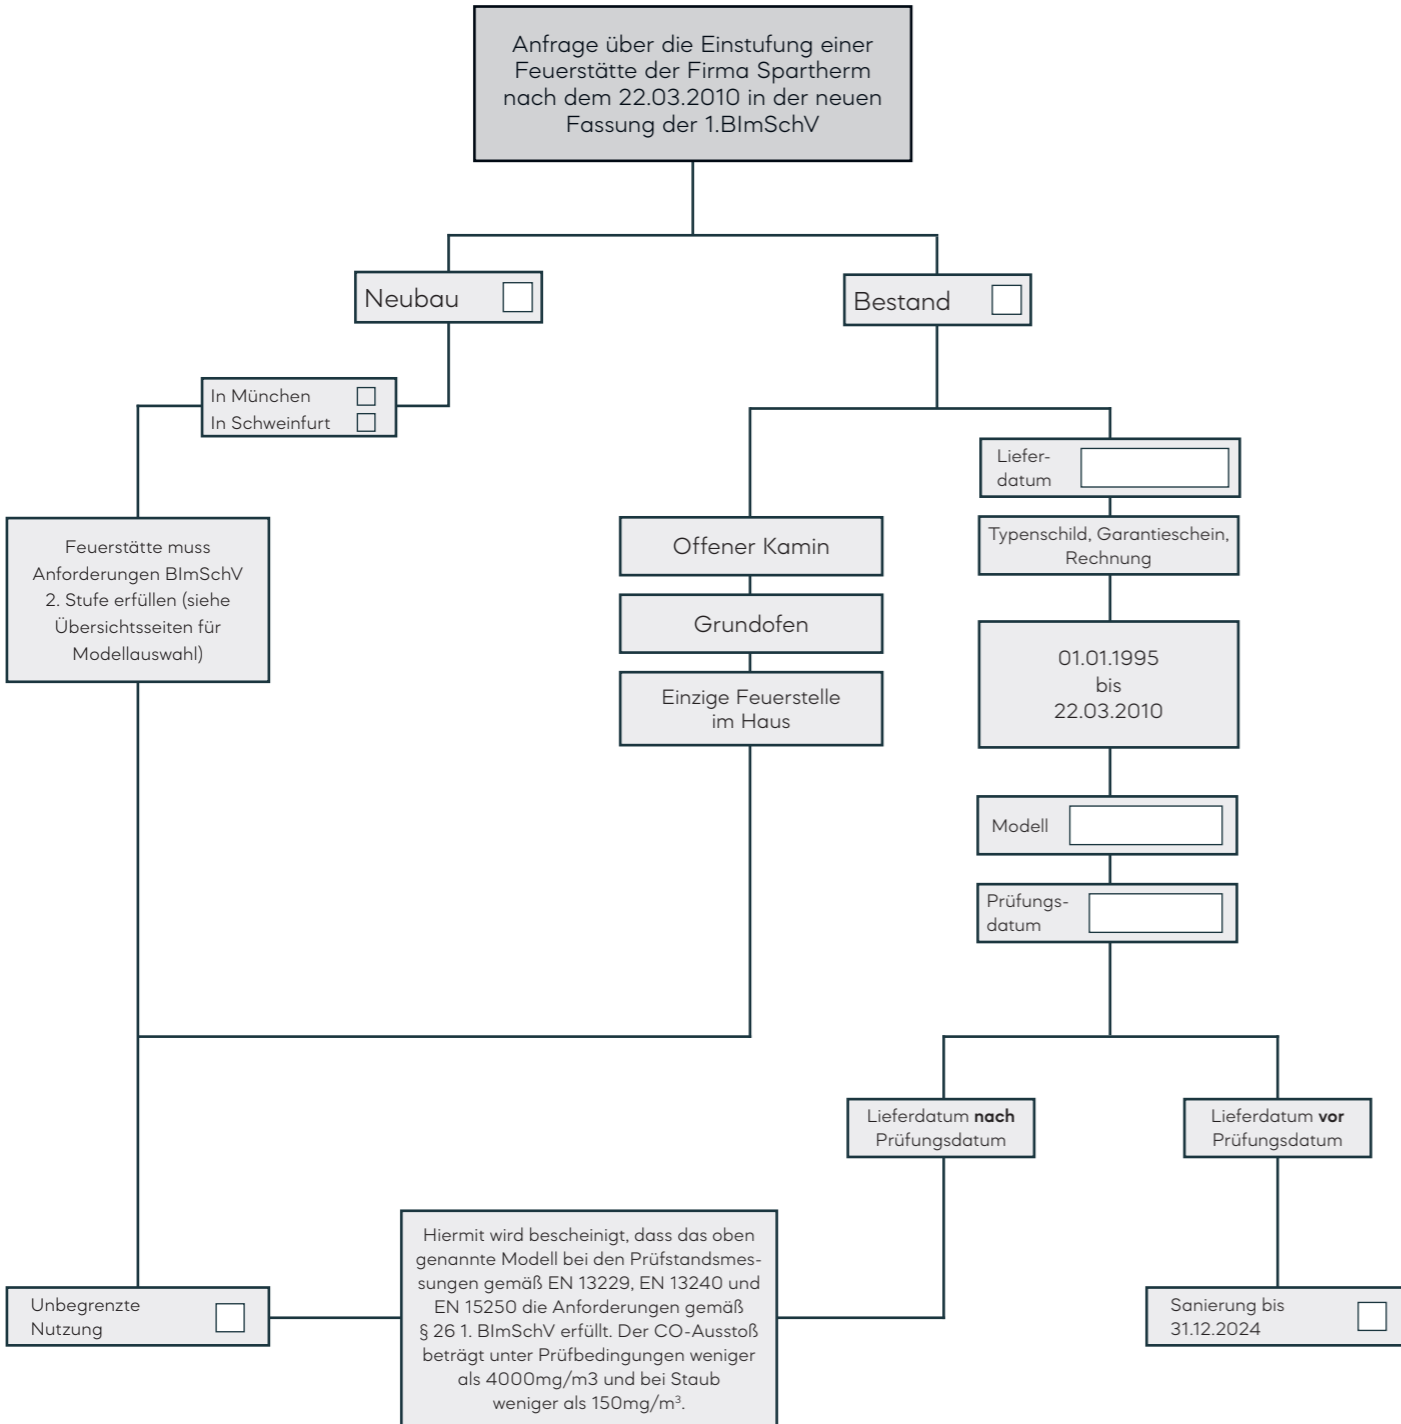 Anfrage über die Einstufung einer
Feuerstätte der Firma Spartherm
nach dem 22.03.2010 in der neuen
Fassung der 1.BImSchV
Neubau
Bestand
In München
In Schweinfurt
Feuerstätte muss
Anforderungen BImSchV
2. Stufe erfüllen (siehe
Übersichtsseiten für
Modellauswahl)
Offener Kamin
Grundofen
Einzige Feuerstelle
im Haus
Liefer-
datum
Typenschild, Garantieschein,
Rechnung
01.01.1995
bis
22.03.2010
Modell
Prüfungs-
datum
Lieferdatum nach
Prüfungsdatum
Lieferdatum vor
Prüfungsdatum
Unbegrenzte
Nutzung
Hiermit wird bescheinigt, dass das oben
genannte Modell bei den Prüfstandsmes-
sungen gemäß EN 13229, EN 13240 und
EN 15250 die Anforderungen gemäß
§ 26 1. BImSchV erfüllt. Der CO-Ausstoß
beträgt unter Prüfbedingungen weniger
als 4000mg/m3 und bei Staub
weniger als 150mg/m³.
Sanierung bis
31.12.2024